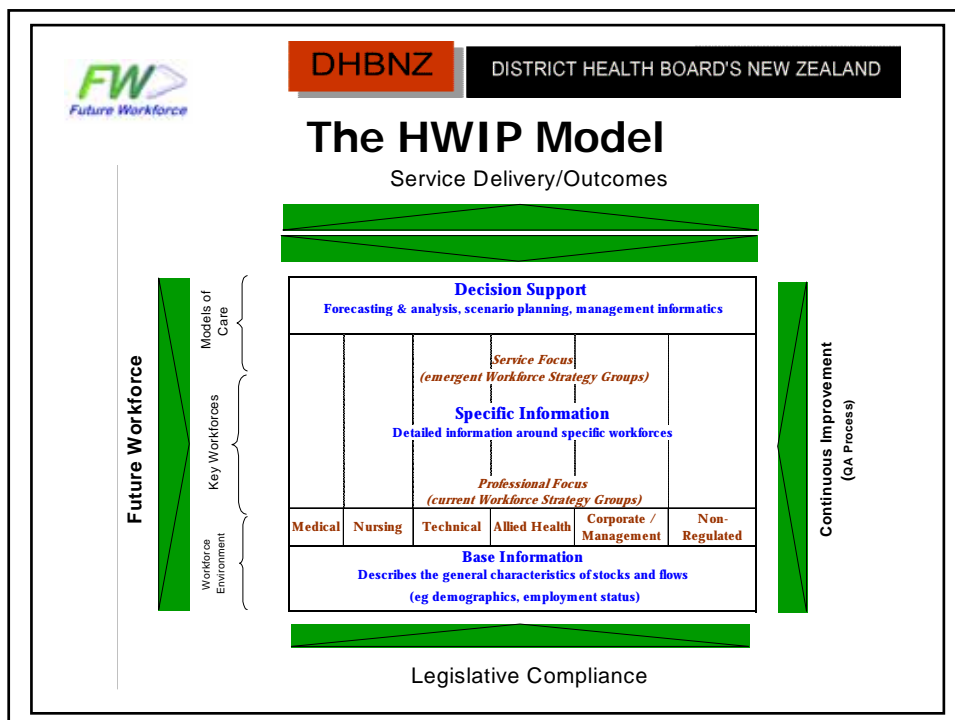 FW
Future Workforce
DHBNZ
DISTRICT HEALTH BOARD'S NEW ZEALAND
The HWIP Model
Service Delivery/Outcomes
Future Workforce
Models of
Care
Key Workforces
Workforce
Environment
Decision Support
Forecasting & analysis, scenario planning, management informatics
Service Focus
(emergent Workforce Strategy Groups)
Specific Information
Detailed information around specific workforces
Professional Focus
(current Workforce Strategy Groups)
Medical
Nursing
Technical
Allied Health
Corporate /
Management
Non-
Regulated
Base Information
Describes the general characteristics of stocks and flows
(eg demographics, employment status)
Continuous Improvement
(QA Process)
Legislative Compliance